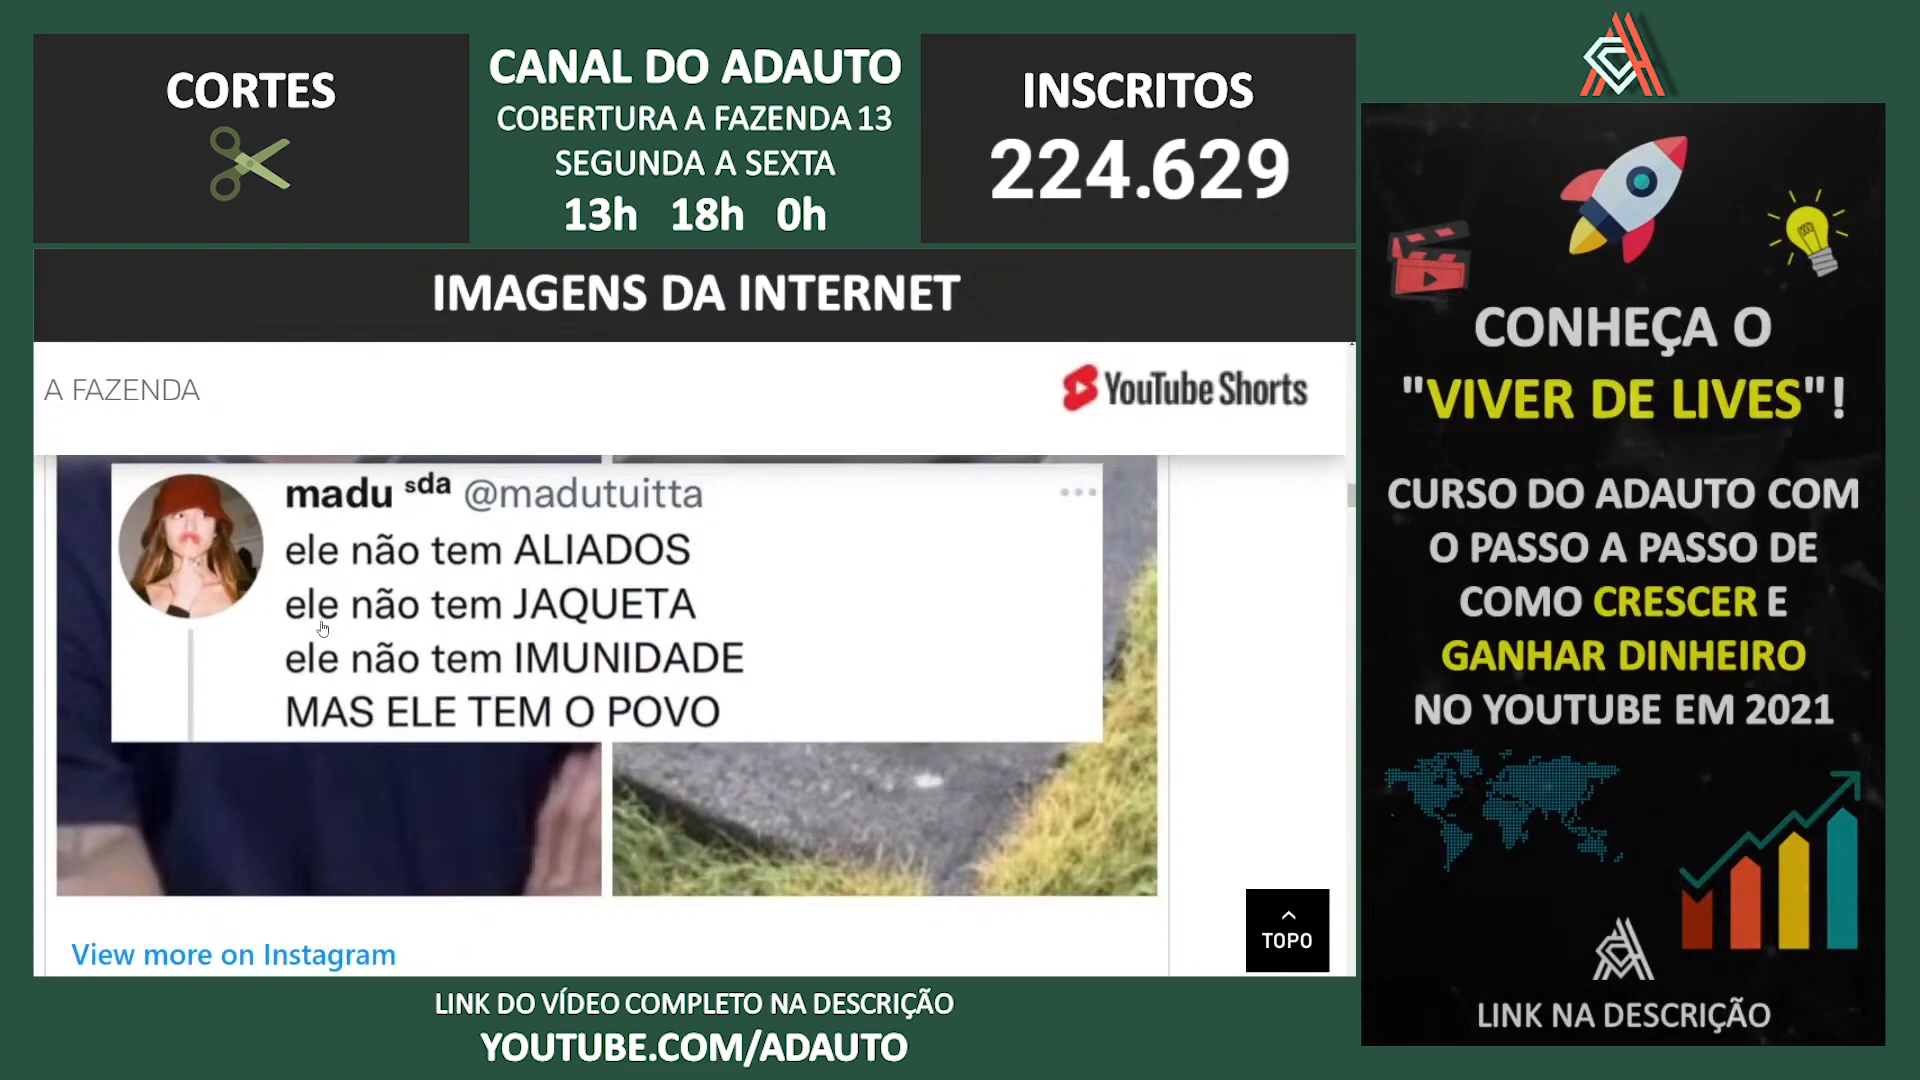 CORTES
CANAL DO ADAUTO
COBERTURA A FAZENDA 13
SEGUNDA A SEXTA
13h 18h 0h
INSCRITOS
224.629
IMAGENS DA INTERNET
A FAZENDA
YouTube Shorts
madu sda @madutuitta
ele não tem ALIADOS
ele não tem JAQUETA
ele não tem IMUNIDADE
MAS ELE TEM O POVO
View more on Instagram
TOPO
LINK DO VÍDEO COMPLETO NA DESCRIÇÃO
YOUTUBE.COM/ADAUTO
CONHEÇA O
"VIVER DE LIVES"!
CURSO DO ADAUTO COM
O PASSO A PASSO DE
COMO CRESCER E
GANHAR DINHEIRO
NO YOUTUBE EM 2021
LINK NA DESCRIÇÃO